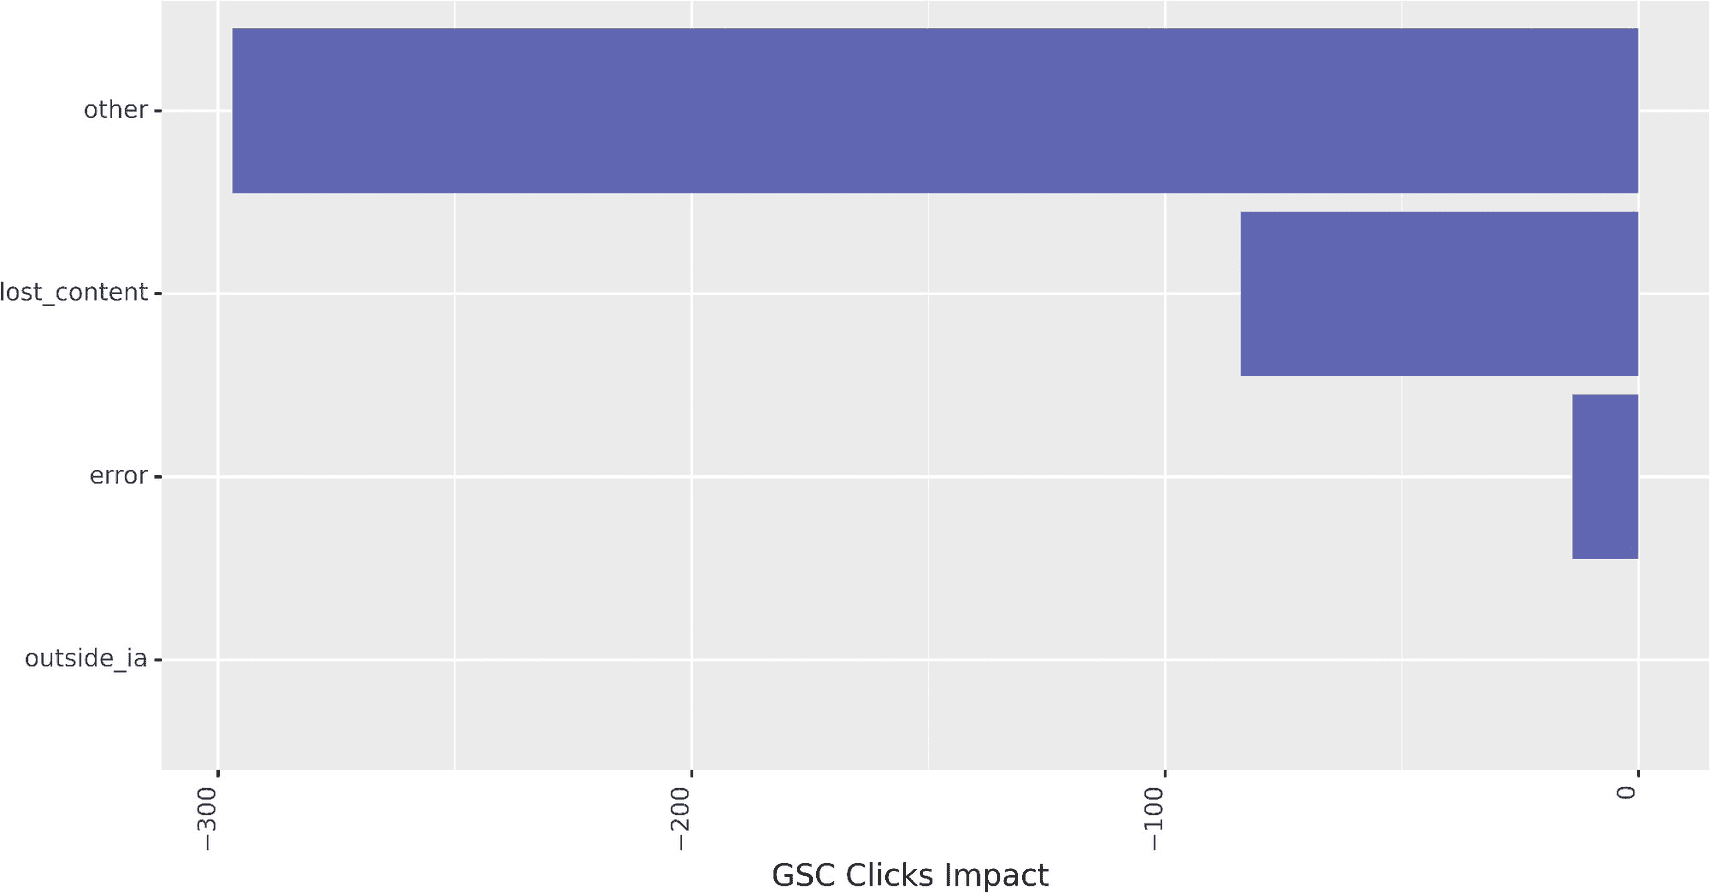 other
lost_content
error
outside_ia
−300
−200
−100
0
GSC Clicks Impact